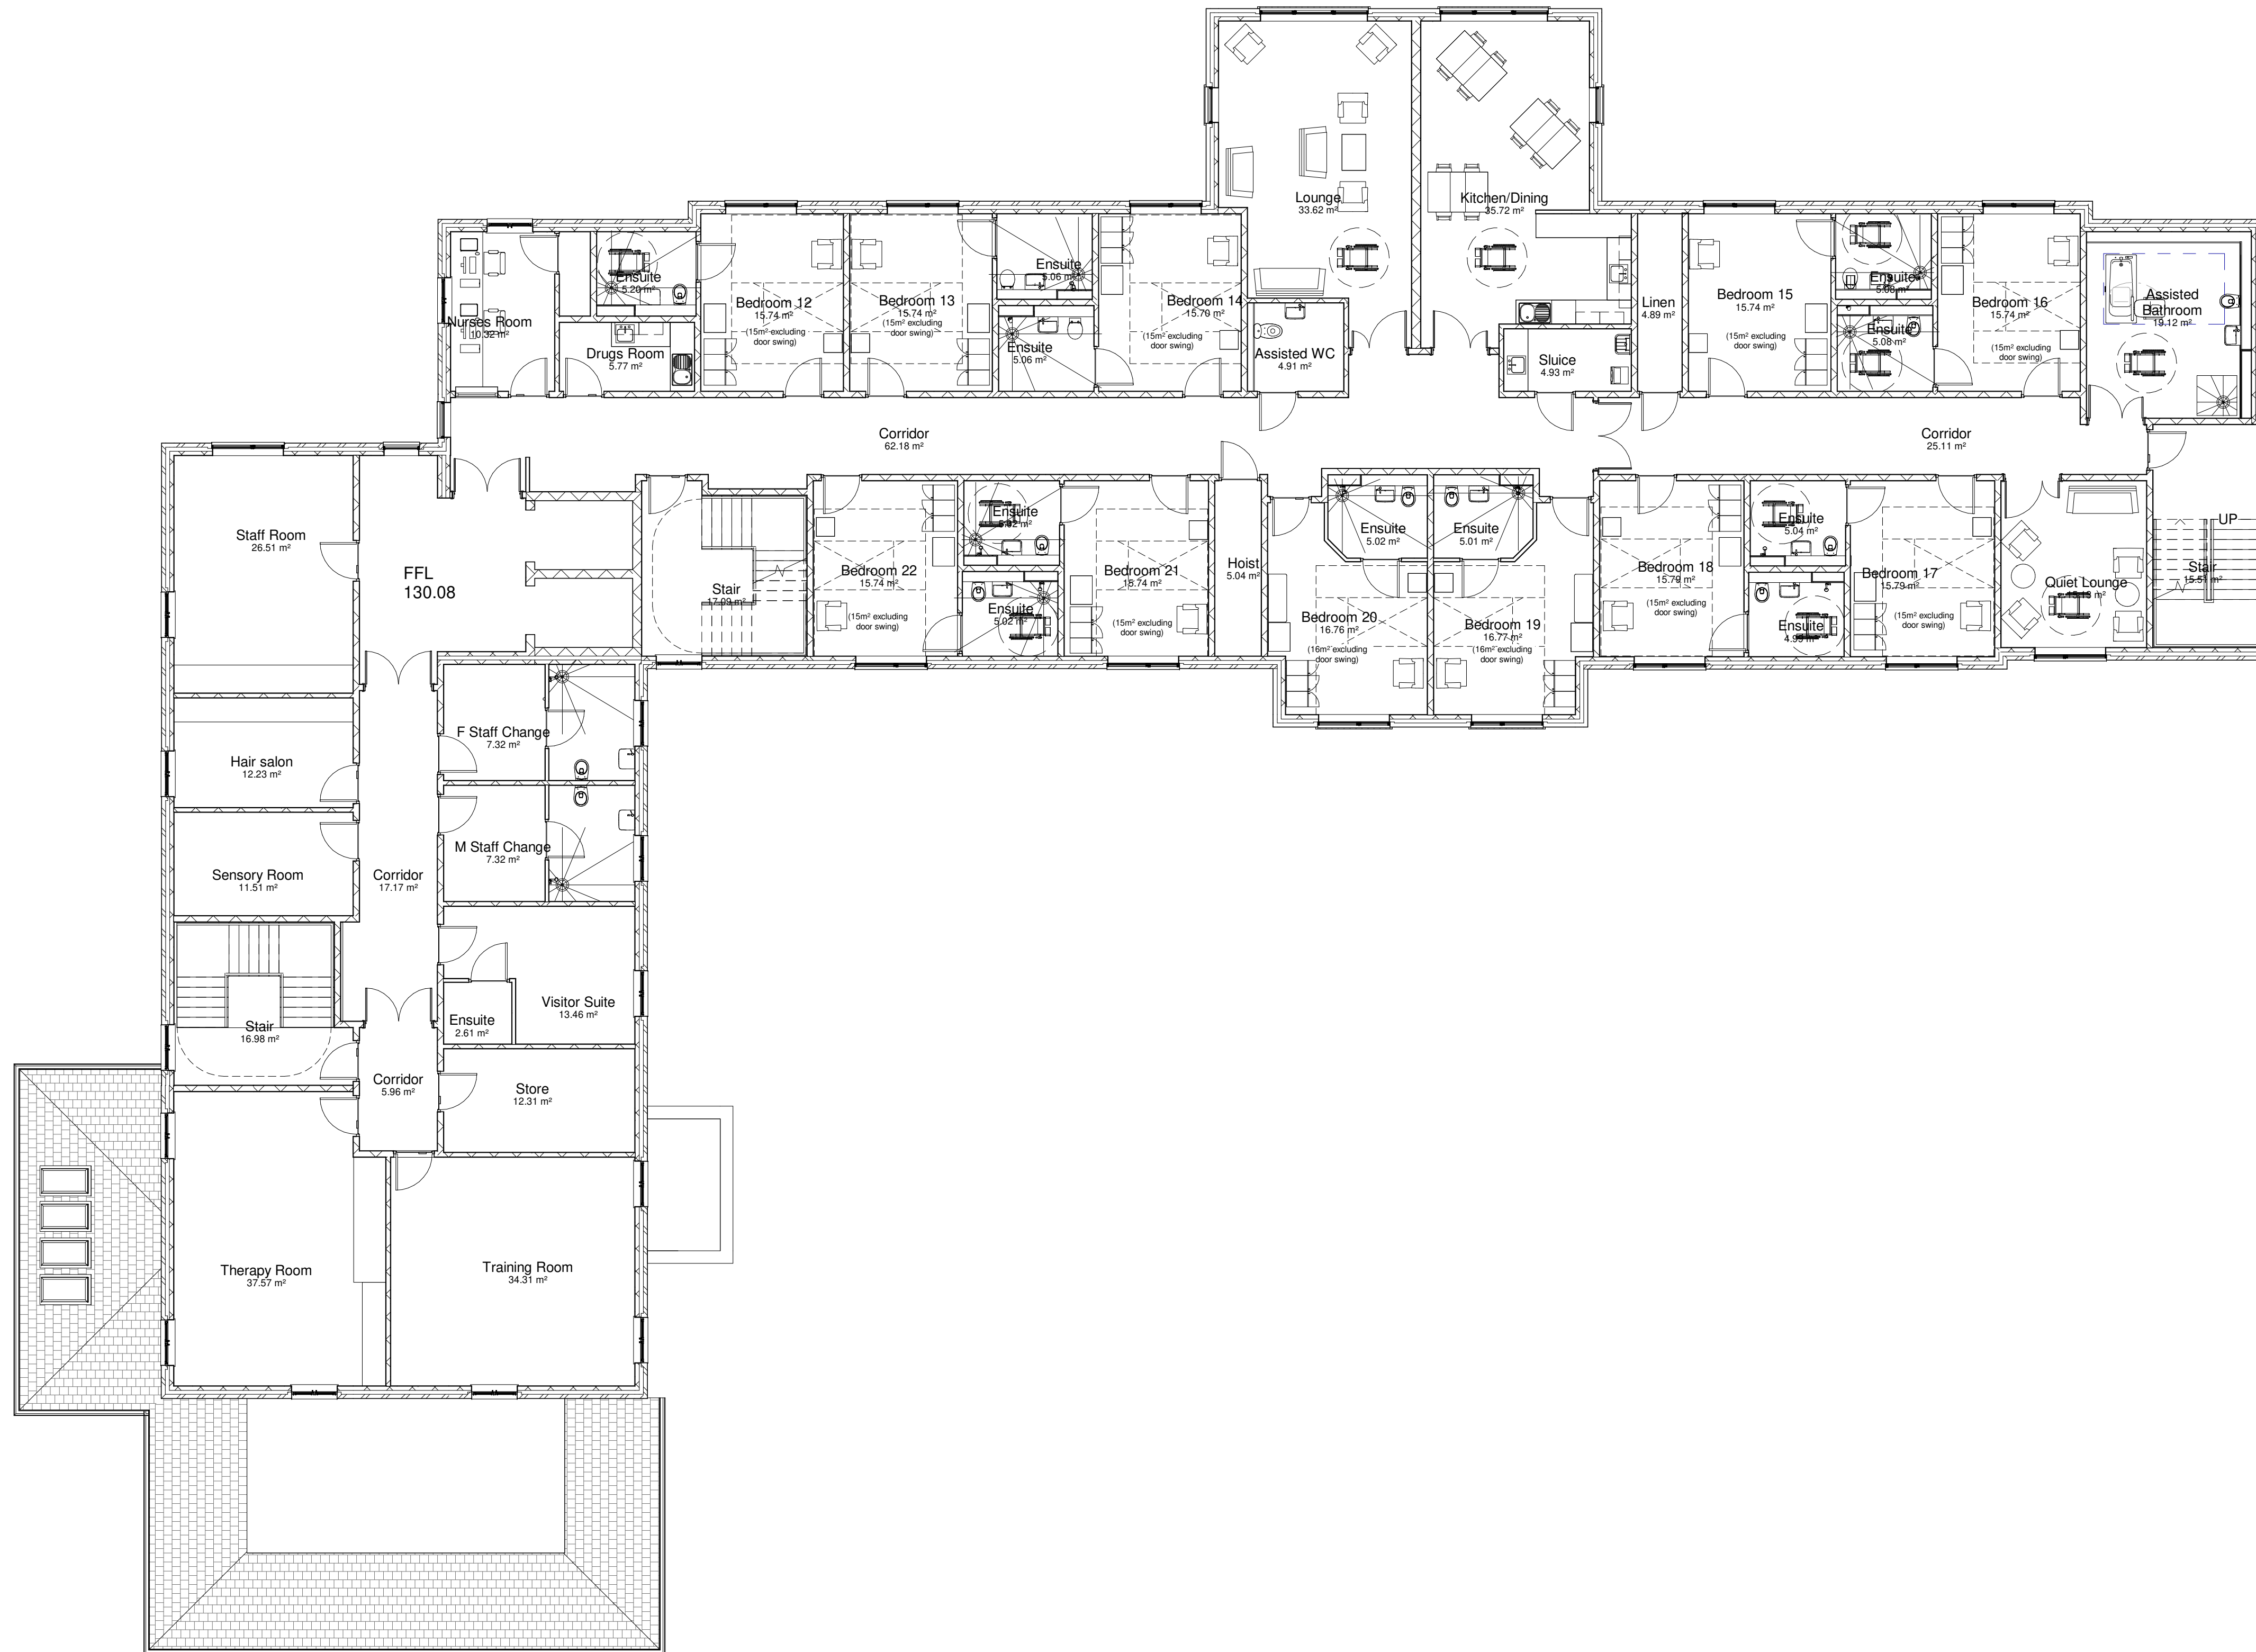 Lounge
33.62 m²
Kitchen/Dining
35.72 m²
Nurses Room
10.32 m²
Ensuite
5.20 m²
Drugs Room
5.77 m²
Bedroom 12
15.74 m²
(15m² excluding
door swing)
Bedroom 13
15.74 m²
(15m² excluding
door swing)
Ensuite
5.06 m²
Ensuite
5.06 m²
Bedroom 14
15.79 m²
(15m² excluding
door swing)
Assisted WC
4.91 m²
Sluice
4.93 m²
Linen
4.89 m²
Bedroom 15
15.74 m²
(15m² excluding
door swing)
Ensuite
Ensuite
5.08 m²
Bedroom 16
15.74 m²
(15m² excluding
door swing)
Assisted
Bathroom
19.12 m²
Corridor
62.18 m²
Corridor
25.11 m²
Staff Room
26.51 m²
FFL
130.08
Stair
17.99 m²
Bedroom 22
15.74 m²
(15m² excluding
door swing)
Ensuite
5.02 m²
Ensuite
5.02 m²
Bedroom 21
15.74 m²
(15m² excluding
door swing)
Hoist
5.04 m²
Ensuite
5.02 m²
Ensuite
5.01 m²
Bedroom 20
16.76 m²
(16m² excluding
door swing)
Bedroom 19
16.77 m²
(16m² excluding
door swing)
Bedroom 18
15.79 m²
(15m² excluding
door swing)
Ensuite
5.04 m²
Ensuite
Bedroom 17
15.79 m²
(15m² excluding
door swing)
Quiet Lounge
UP
Stair
15.51 m²
F Staff Change
7.32 m²
Hair salon
12.23 m²
M Staff Change
7.32 m²
Sensory Room
11.51 m²
Corridor
17.17 m²
Visitor Suite
13.46 m²
Ensuite
2.61 m²
Stair
16.98 m²
Corridor
5.96 m²
Store
12.31 m²
Therapy Room
37.57 m²
Training Room
34.31 m²